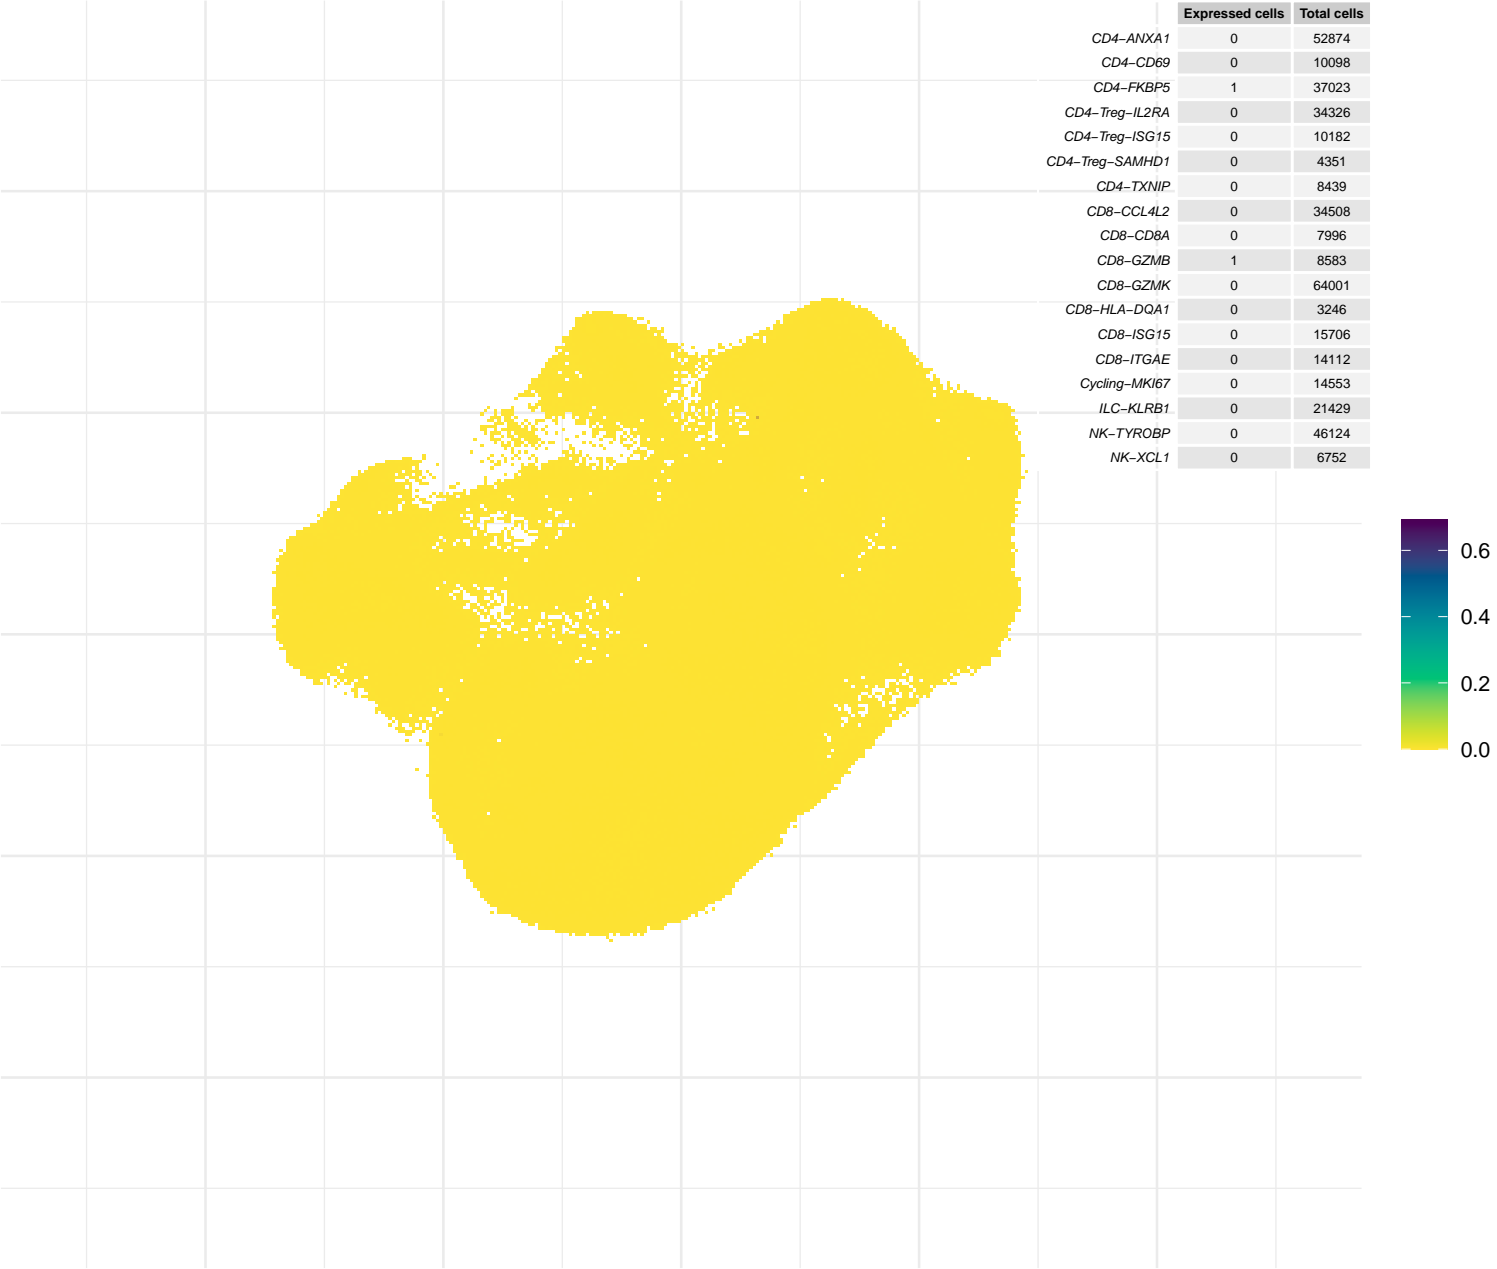 Expressed cells Total cells
CD4−ANXA1 0 52874
CD4−CD69 0 10098
CD4−FKBP5 1 37023
CD4−Treg−IL2RA 0 34326
CD4−Treg−ISG15 0 10182
CD4−Treg−SAMHD1 0 4351
CD4−TXNIP 0 8439
CD8−CCL4L2 0 34508
CD8−CD8A 0 7996
CD8−GZMB 1 8583
CD8−GZMK 0 64001
CD8−HLA−DQA1 0 3246
CD8−ISG15 0 15706
CD8−ITGAE 0 14112
Cycling−MKI67 0 14553
ILC−KLRB1 0 21429
NK−TYROBP 0 46124
NK−XCL1 0 6752
0.6
0.4
0.2
0.0